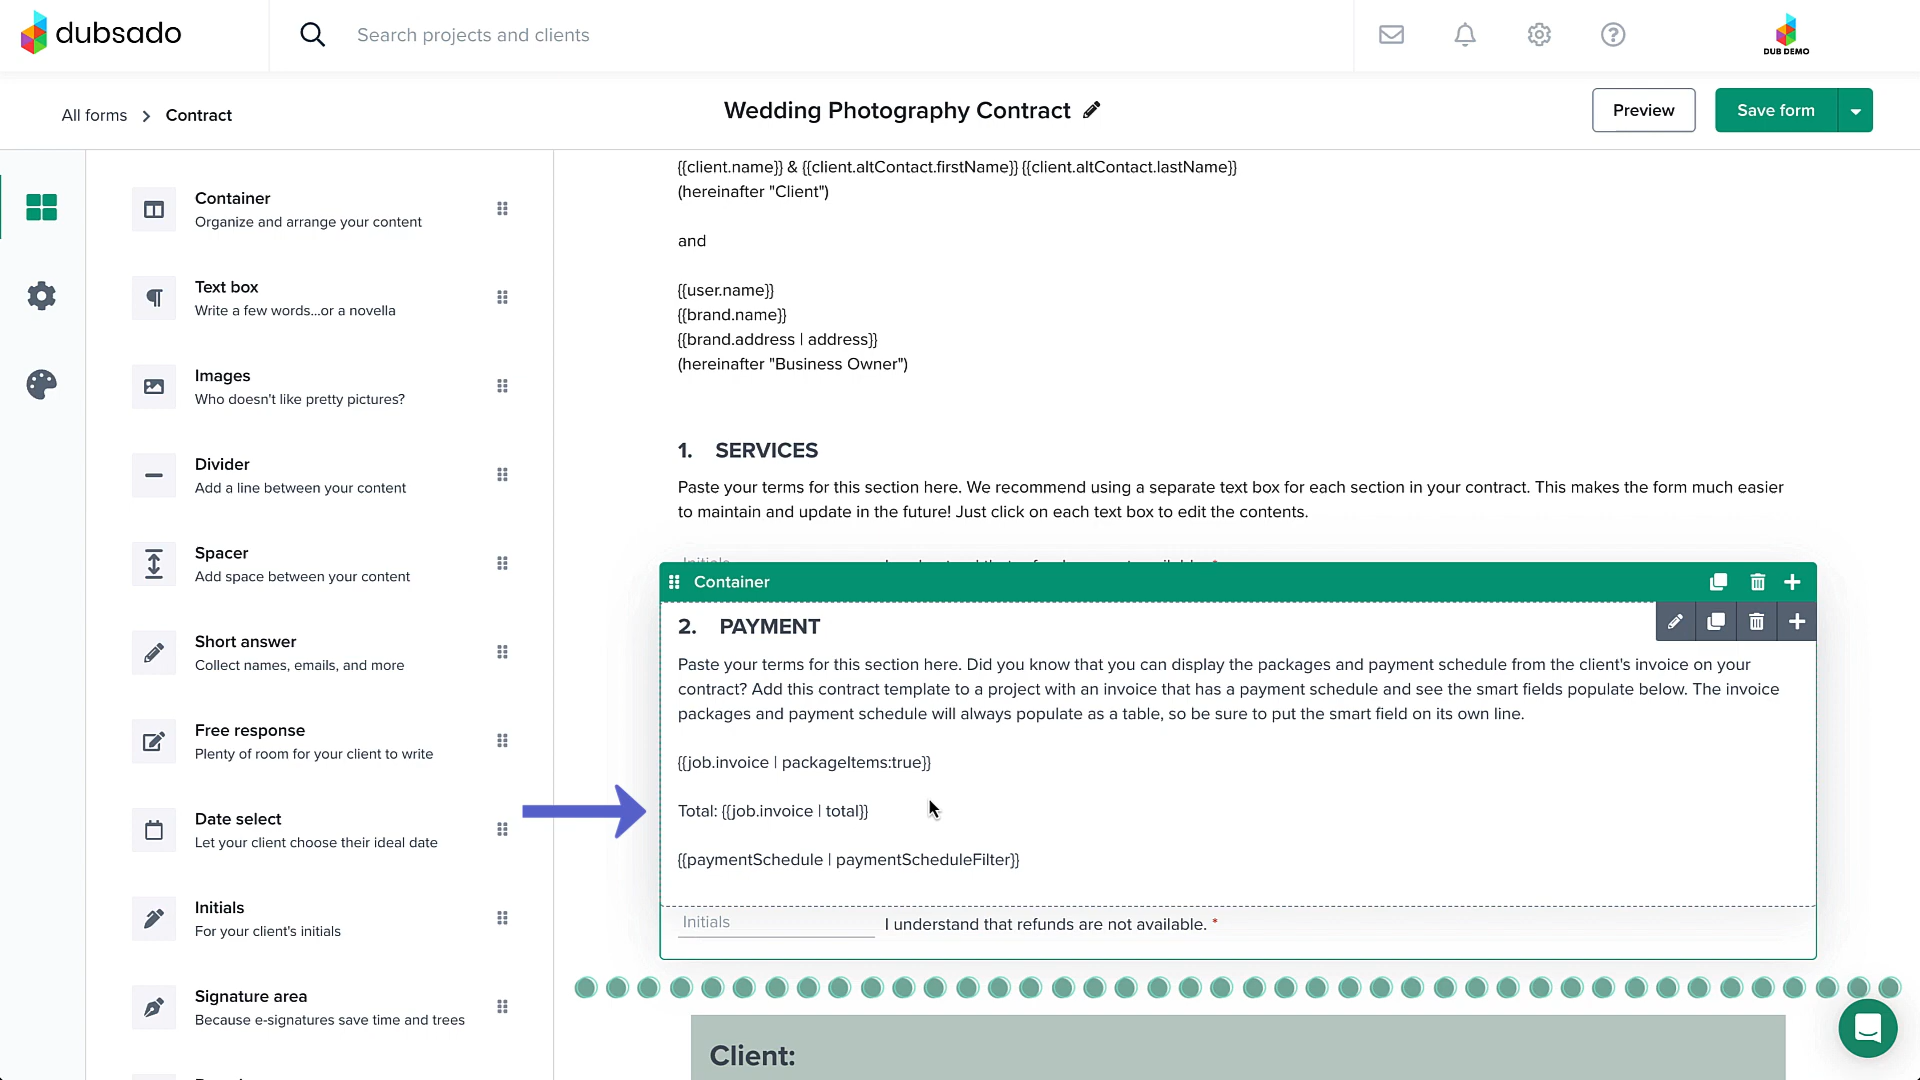 dubsado
Search projects and clients
DUB DEMO
All forms
Contract
Wedding Photography Contract
Preview
Save form
Container
Organize and arrange your content
Text box
Write a few words...or a novella
Images
Who doesn't like pretty pictures?
Divider
Add a line between your content
Spacer
Add space between your content
Short answer
Collect names, emails, and more
Free response
Plenty of room for your client to write
Date select
Let your client choose their ideal date
Initials
For your client's initials
Signature area
Because e-signatures save time and trees
{{client.name}} & {{client.altContact.firstName}} {{client.altContact.lastName}}
(hereinafter "Client")
and
{{user.name}}
{{brand.name}}
{{brand.address | address}}
(hereinafter "Business Owner")
1. SERVICES
Paste your terms for this section here. We recommend using a separate text box for each section in your contract. This makes the form much easier
to maintain and update in the future! Just click on each text box to edit the contents.
Container
2. PAYMENT
Paste your terms for this section here. Did you know that you can display the packages and payment schedule from the client's invoice on your
contract? Add this contract template to a project with an invoice that has a payment schedule and see the smart fields populate below. The invoice
packages and payment schedule will always populate as a table, so be sure to put the smart field on its own line.
{{job.invoice | packageItems:true}}
Total: {{job.invoice | total}}
{{paymentSchedule | paymentScheduleFilter}}
Initials
I understand that refunds are not available. *
Client: